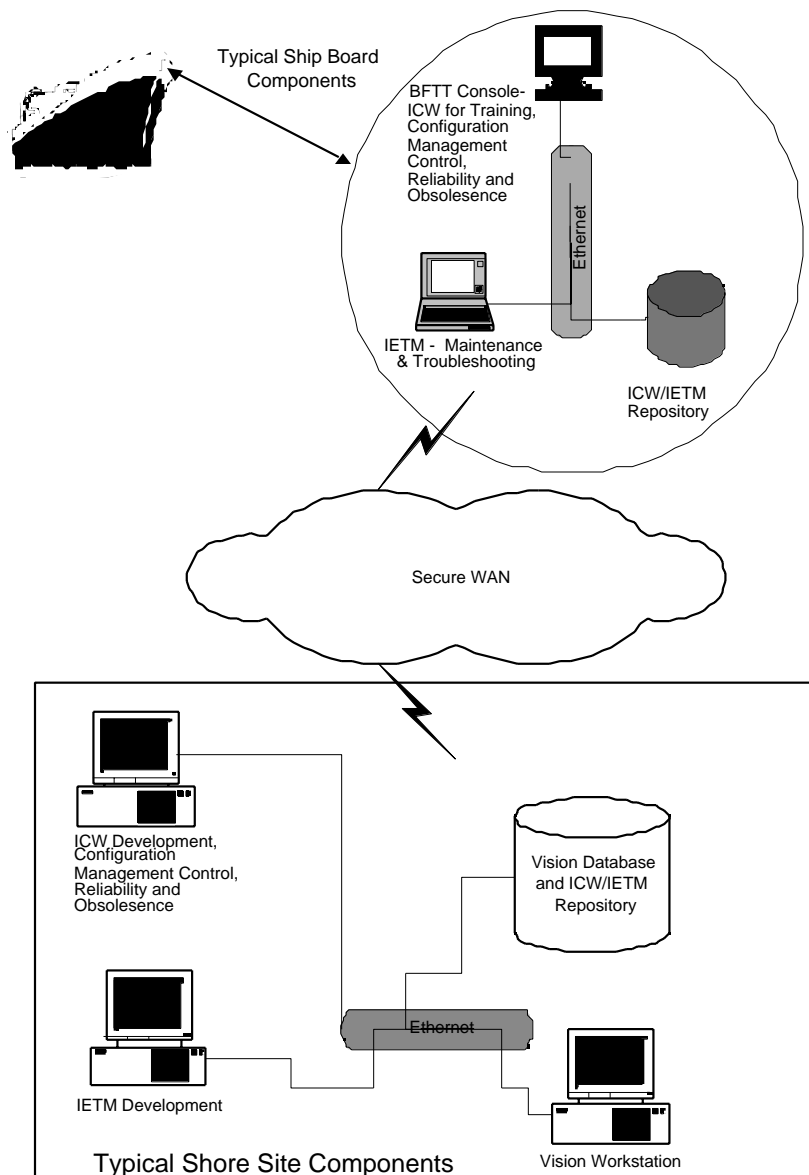 Typical Ship Board
Components
BFTT Console-
ICW for Training,
Configuration
Management
Control,
Reliability and
Obsolesence
Ethernet
IETM - Maintenance
& Troubleshooting
ICW/IETM
Repository
Secure WAN
ICW Development,
Configuration
Management Control,
Reliability and
Obsolesence
Vision Database
and ICW/IETM
Repository
Ethernet
IETM Development
Vision Workstation
Typical Shore Site Components